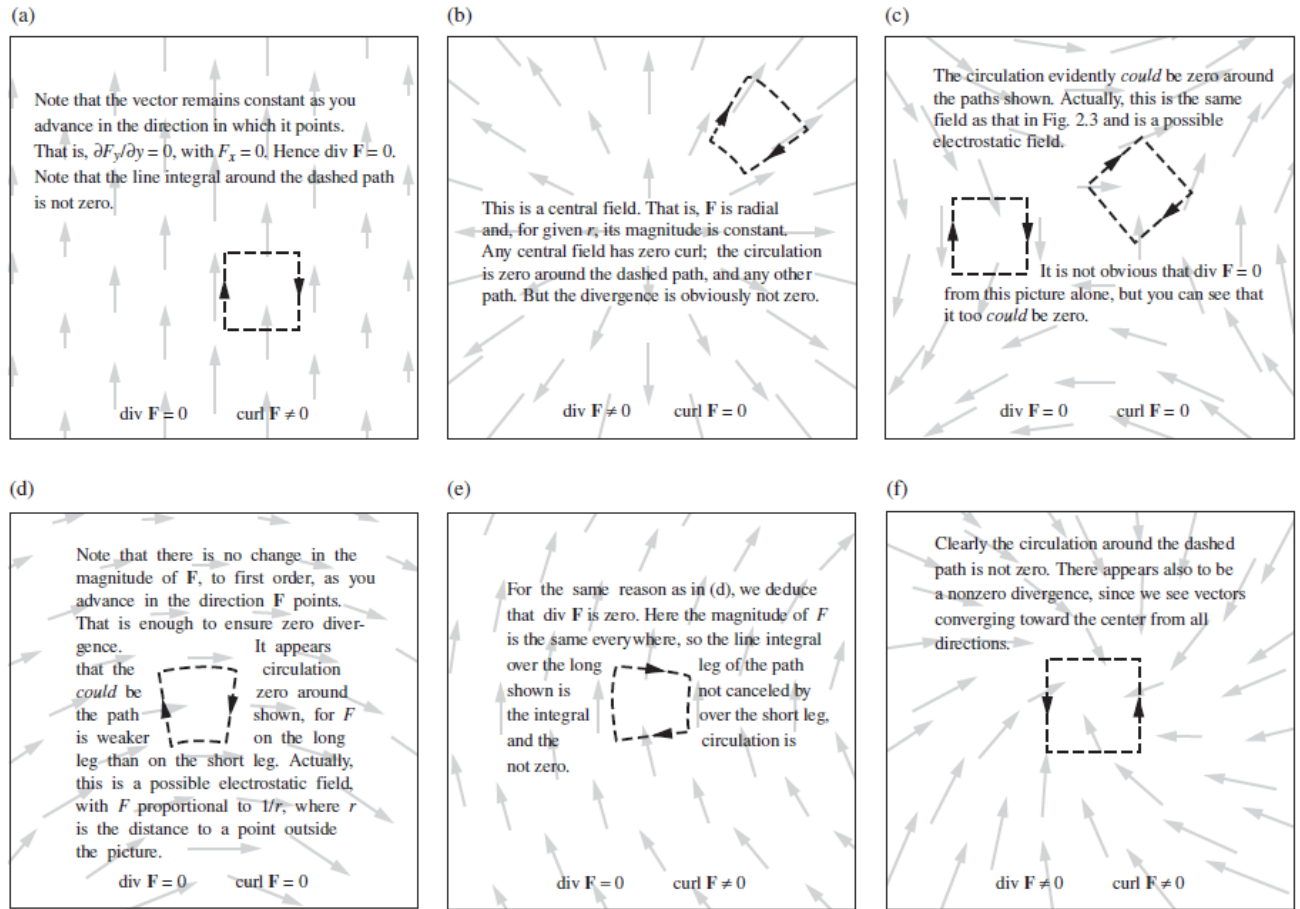 (a)
Note that the vector remains constant as you
advance in the direction in which it points.
That is, ∂Fy/∂y = 0, with Fx = 0. Hence div F = 0.
Note that the line integral around the dashed path
is not zero.
div F = 0 curl F ≠ 0
(b)
This is a central field. That is, F is radial
and, for given r, its magnitude is constant.
Any central field has zero curl; the circulation
is zero around the dashed path, and any other
path. But the divergence is obviously not zero.
div F ≠ 0 curl F = 0
(c)
The circulation evidently could be zero around
the paths shown. Actually, this is the same
field as that in Fig. 2.3 and is a possible
electrostatic field.
It is not obvious that div F = 0
from this picture alone, but you can see that
it too could be zero.
div F = 0 curl F = 0
(d)
Note that there is no change in the
magnitude of F, to first order, as you
advance in the direction F points.
That is enough to ensure zero diver-
gence. It appears
that the circulation
could be zero around
the path shown, for F
is weaker on the long
leg than on the short leg. Actually,
this is a possible electrostatic field,
with F proportional to 1/r, where r
is the distance to a point outside
the picture.
div F = 0 curl F = 0
(e)
For the same reason as in (d), we deduce
that div F is zero. Here the magnitude of F
is the same everywhere, so the line integral
over the long leg of the path
shown is not canceled by
the integral over the short leg,
and the circulation is
not zero.
div F = 0 curl F ≠ 0
(f)
Clearly the circulation around the dashed
path is not zero. There appears also to be
a nonzero divergence, since we see vectors
converging toward the center from all
directions.
div F ≠ 0 curl F ≠ 0